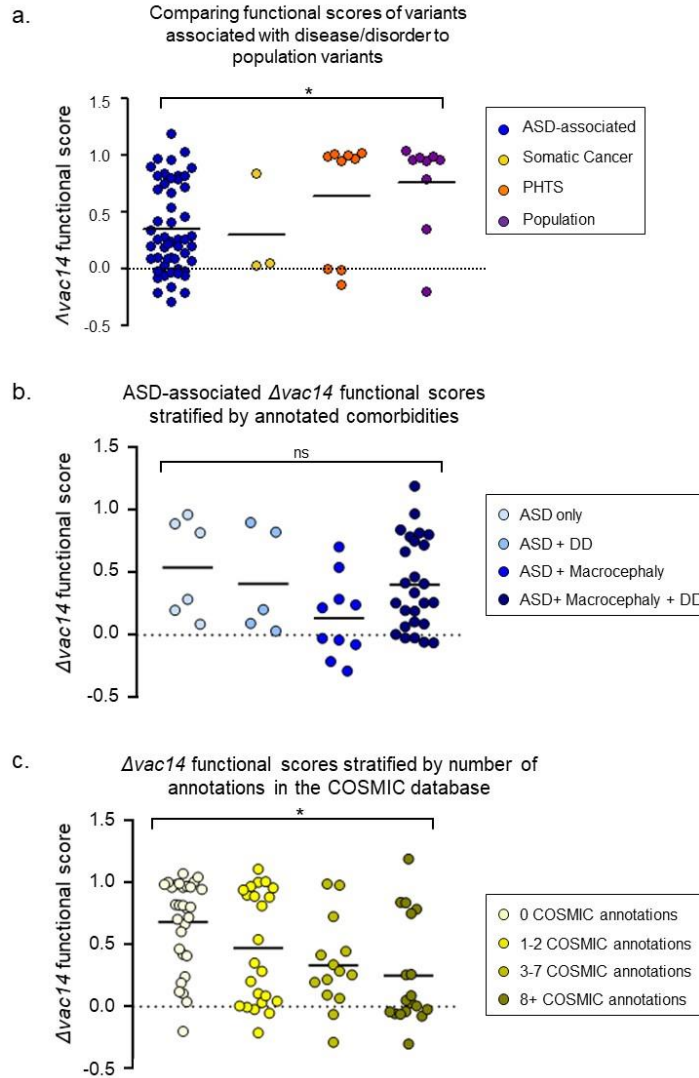 a.
Comparing functional scores of variants
associated with disease/disorder to
population variants
*
1.5
1.0
0.5
0.0
-0.5
Λvac14 functional score
ASD-associated
Somatic Cancer
PHTS
Population
b.
ASD-associated Δvac14 functional scores
stratified by annotated comorbidities
ns
1.5
1.0
0.5
0.0
-0.5
Δvac14 functional score
ASD only
ASD + DD
ASD + Macrocephaly
ASD+ Macrocephaly + DD
c.
Δvac14 functional scores stratified by number of
annotations in the COSMIC database
*
1.5
1.0
0.5
0.0
-0.5
Δvac14 functional score
0 COSMIC annotations
1-2 COSMIC annotations
3-7 COSMIC annotations
8+ COSMIC annotations